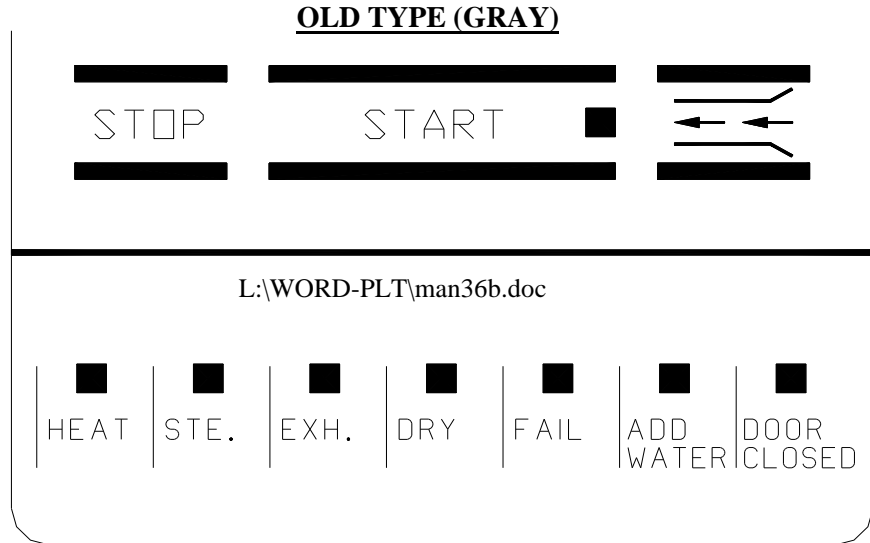 OLD TYPE (GRAY)
STOP START
L:\WORD-PLT\man36b.doc
HEAT STE. EXH. DRY FAIL ADD WATER DOOR CLOSED